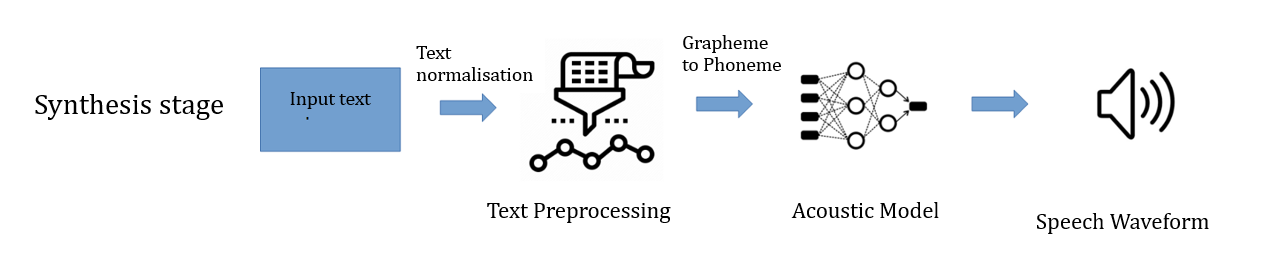 Synthesis stage
Input text
Text
normalisation
Text Preprocessing
Grapheme
to Phoneme
Acoustic Model
Speech Waveform